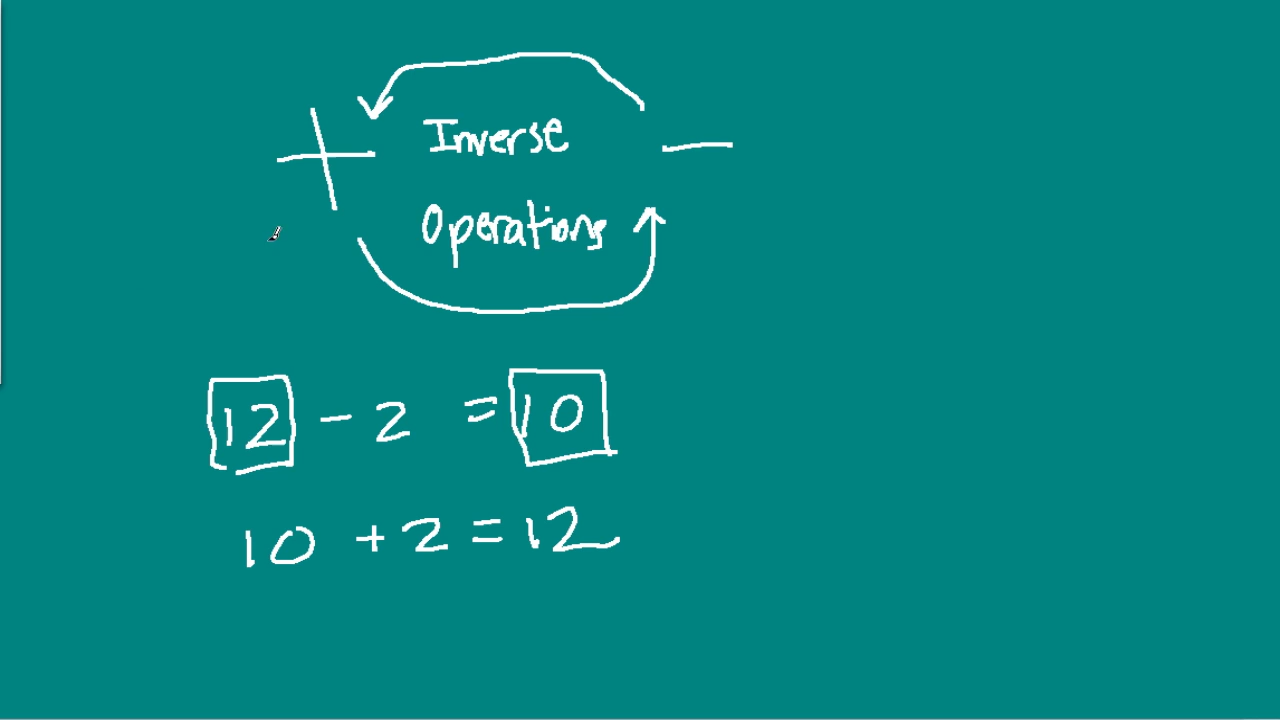 + Inverse −
Operations
12 - 2 = 10
10 + 2 = 12